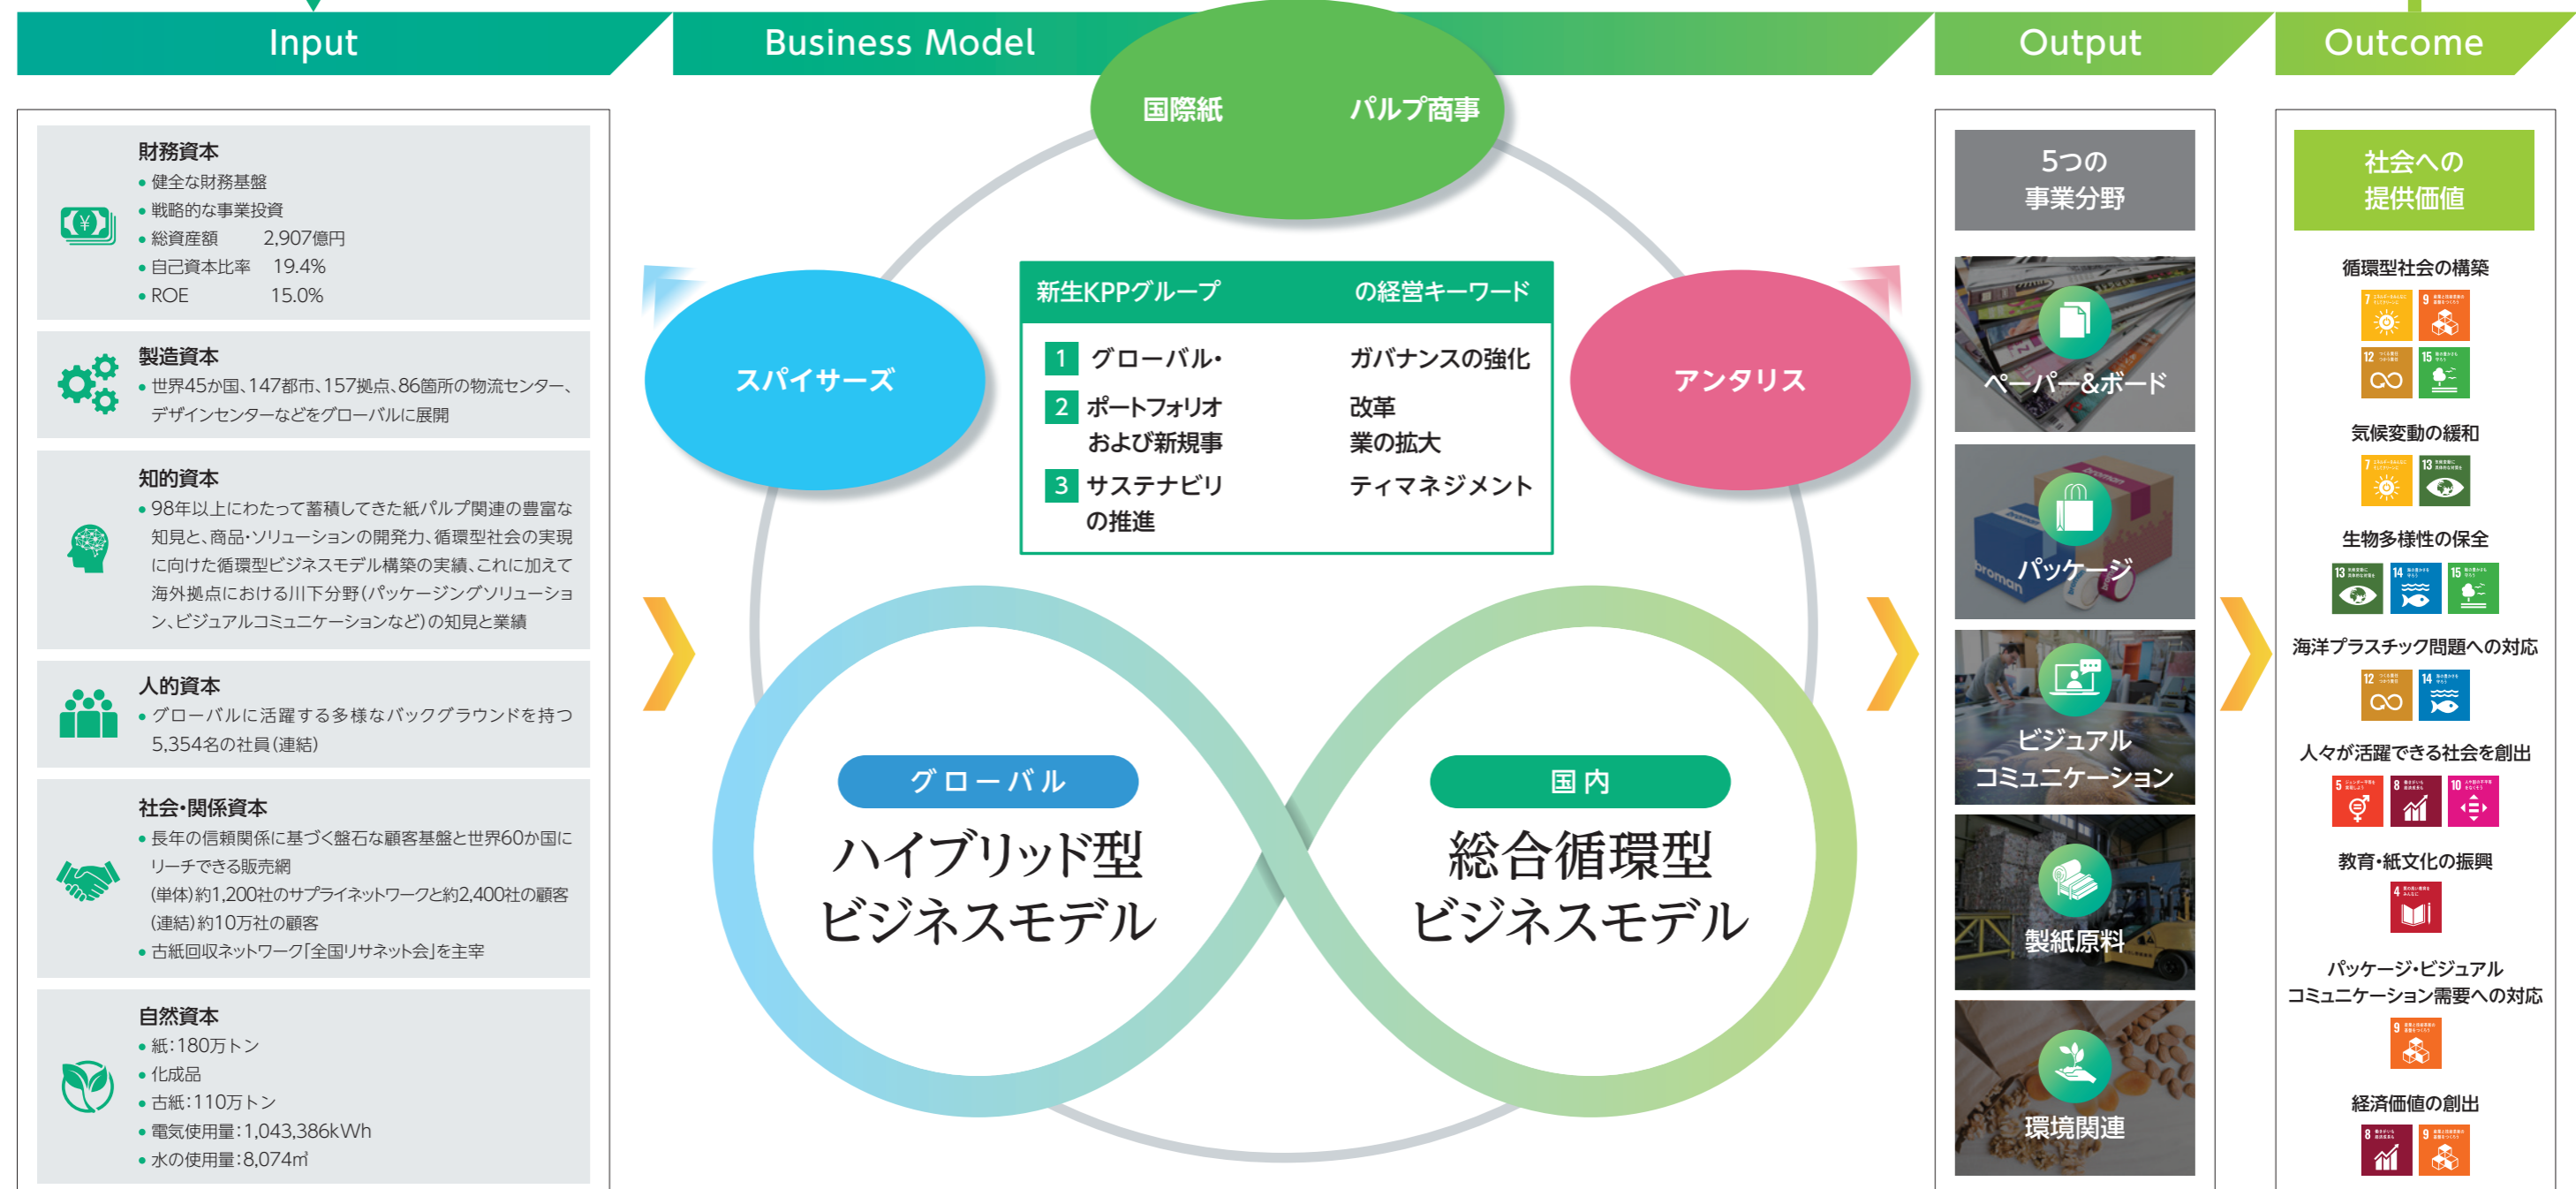 Input
Business Model
Output
Outcome
財務資本
• 健全な財務基盤
• 戦略的な事業投資
• 総資産額 2,907億円
• 自己資本比率 19.4%
• ROE 15.0%
製造資本
• 世界45か国、147都市、157拠点、86箇所の物流センター、
デザインセンターなどをグローバルに展開
知的資本
• 98年以上にわたって蓄積してきた紙パルプ関連の豊富な
知見と、商品・ソリューションの開発力、循環型社会の実現
に向けた循環型ビジネスモデル構築の実績、これに加えて
海外拠点における川下分野(パッケージングソリューショ
ン、ビジュアルコミュニケーションなど)の知見と業績
人的資本
• グローバルに活躍する多様なバックグラウンドを持つ
5,354名の社員(連結)
社会・関係資本
• 長年の信頼関係に基づく盤石な顧客基盤と世界60か国に
リーチできる販売網
(単体)約1,200社のサプライネットワークと約2,400社の顧客
(連結)約10万社の顧客
• 古紙回収ネットワーク「全国リサネット会」を主宰
自然資本
• 紙:180万トン
• 化成品
• 古紙:110万トン
• 電気使用量:1,043,386kWh
• 水の使用量:8,074㎥
国際紙 パルプ商事
スパイサーズ
アンタリス
新生KPPグループ の経営キーワード
1 グローバル・ ガバナンスの強化
2 ポートフォリオ 改革
および新規事 業の拡大
3 サステナビリ ティマネジメント
の推進
グローバル
ハイブリッド型
ビジネスモデル
国内
総合循環型
ビジネスモデル
5つの
事業分野
ペーパー&ボード
broman
broman
パッケージ
ビジュアル
コミュニケーション
製紙原料
環境関連
社会への
提供価値
循環型社会の構築
7
9
12
15
気候変動の緩和
7
13
生物多様性の保全
13
14
15
海洋プラスチック問題への対応
12
14
人々が活躍できる社会を創出
5
8
10
教育・紙文化の振興
4
パッケージ・ビジュアル
コミュニケーション需要への対応
9
経済価値の創出
8
9